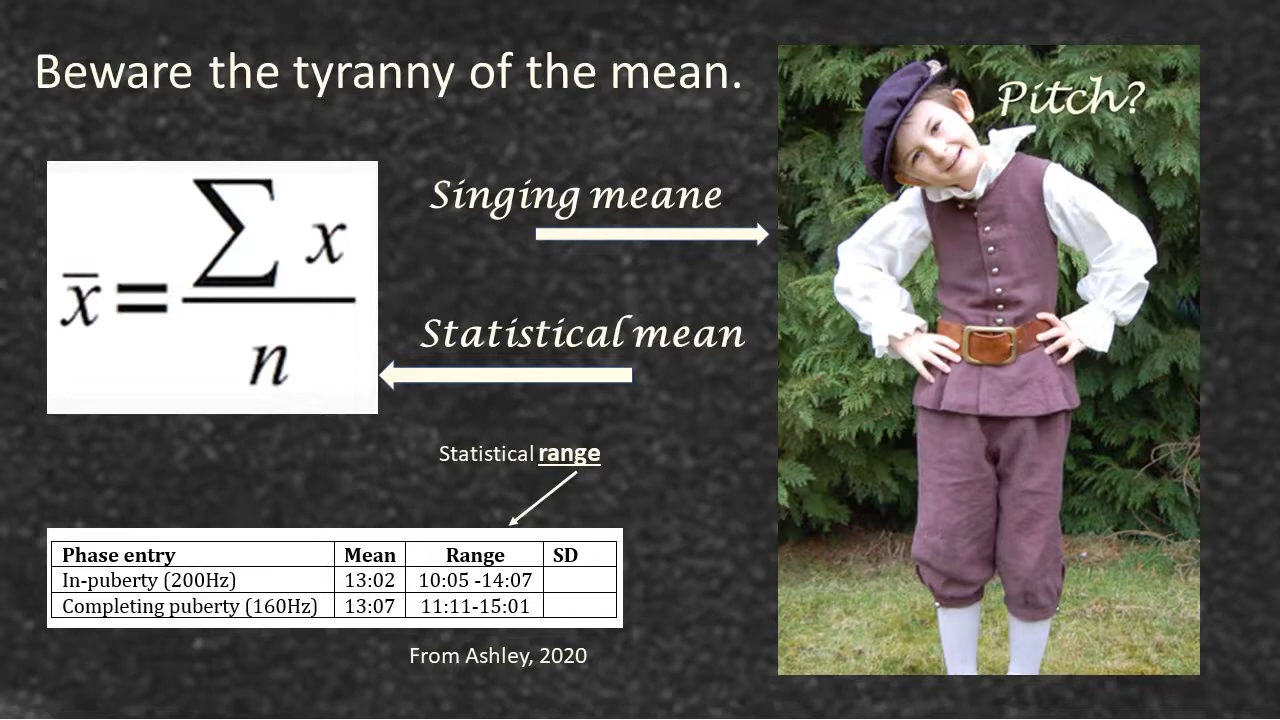 Beware the tyranny of the mean.
Pitch?
Singing meane
x̄ = ∑ x
n
Statistical mean
Statistical range
Phase entry Mean Range SD
In-puberty (200Hz) 13:02 10:05 -14:07
Completing puberty (160Hz) 13:07 11:11-15:01
From Ashley, 2020